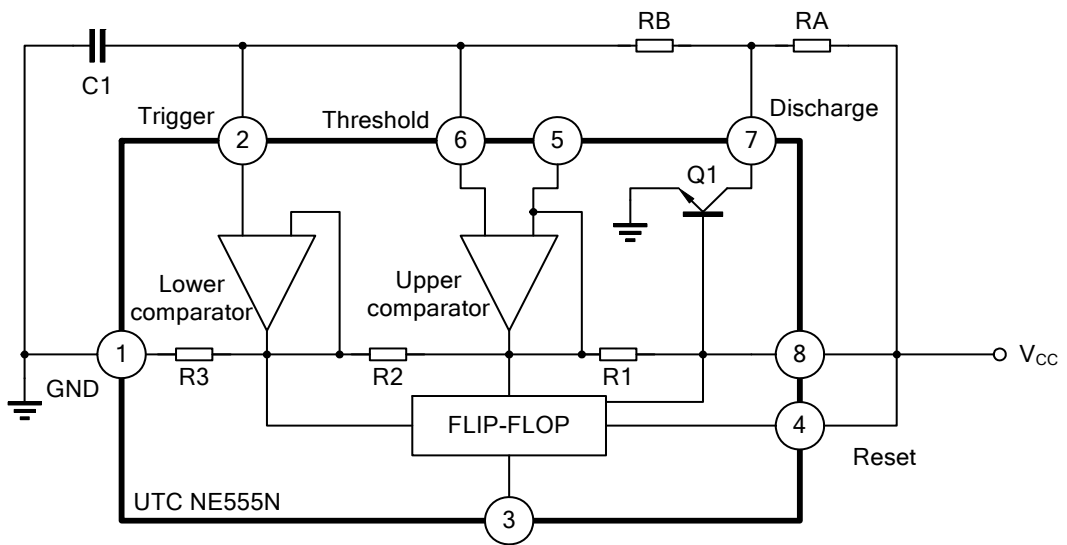 RB
RA
C1
Trigger
Threshold
Discharge
2
6
5
7
Q1
Lower
comparator
Upper
comparator
1
8
VCC
R3
R2
R1
GND
FLIP-FLOP
4
Reset
UTC NE555N
3